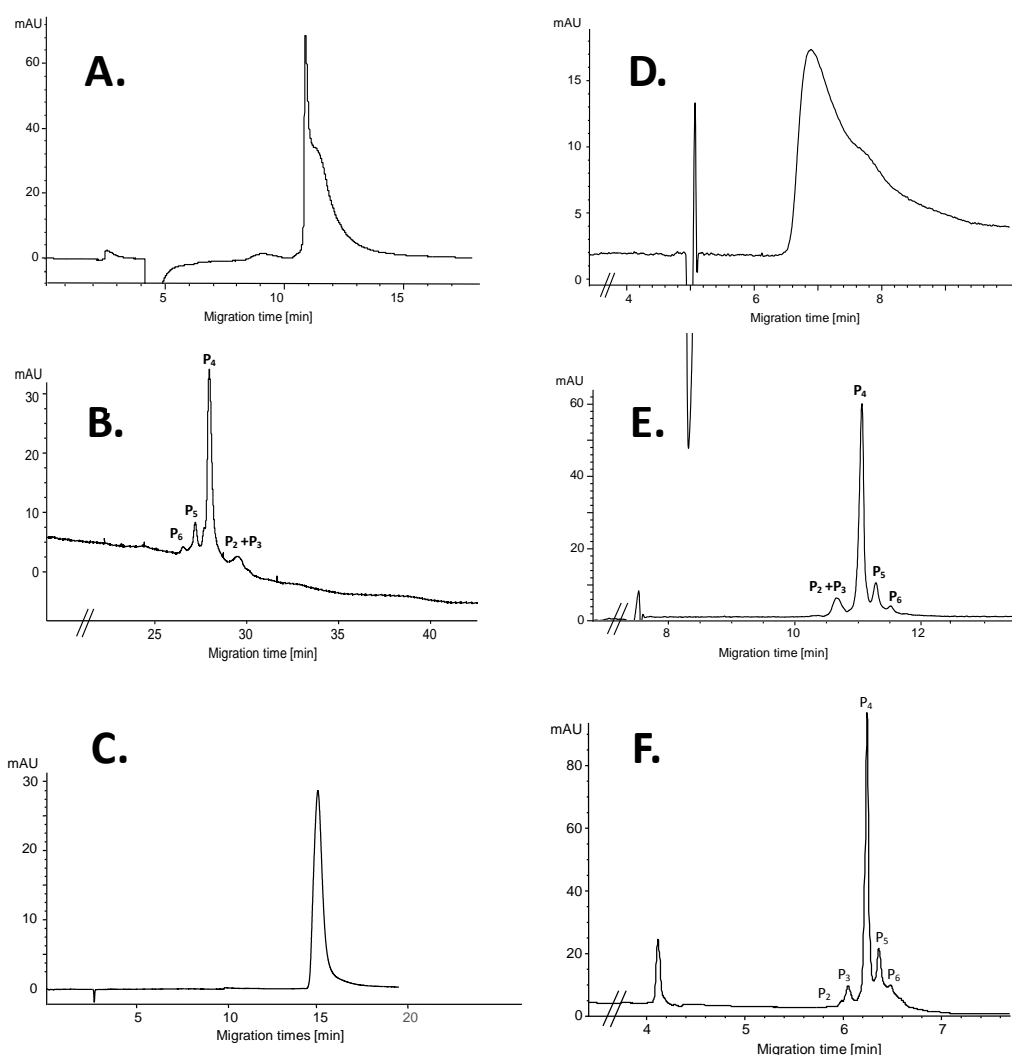 mAU
A.
60
40
20
0
5
10
15
Migration time [min]
mAU
B.
30
20
10
0
P₄
P₅
P₆
P₂ +P₃
25
30
35
40
Migration time [min]
mAU
C.
30
20
10
0
5
10
15
20
Migration times [min]
mAU
D.
15
10
5
0
4
6
8
Migration time [min]
mAU
E.
60
40
20
0
P₄
P₂ +P₃
P₅
P₆
8
10
12
Migration time [min]
mAU
F.
80
60
40
20
0
P₄
P₅
P₃
P₆
P₂
4
5
6
7
Migration time [min]